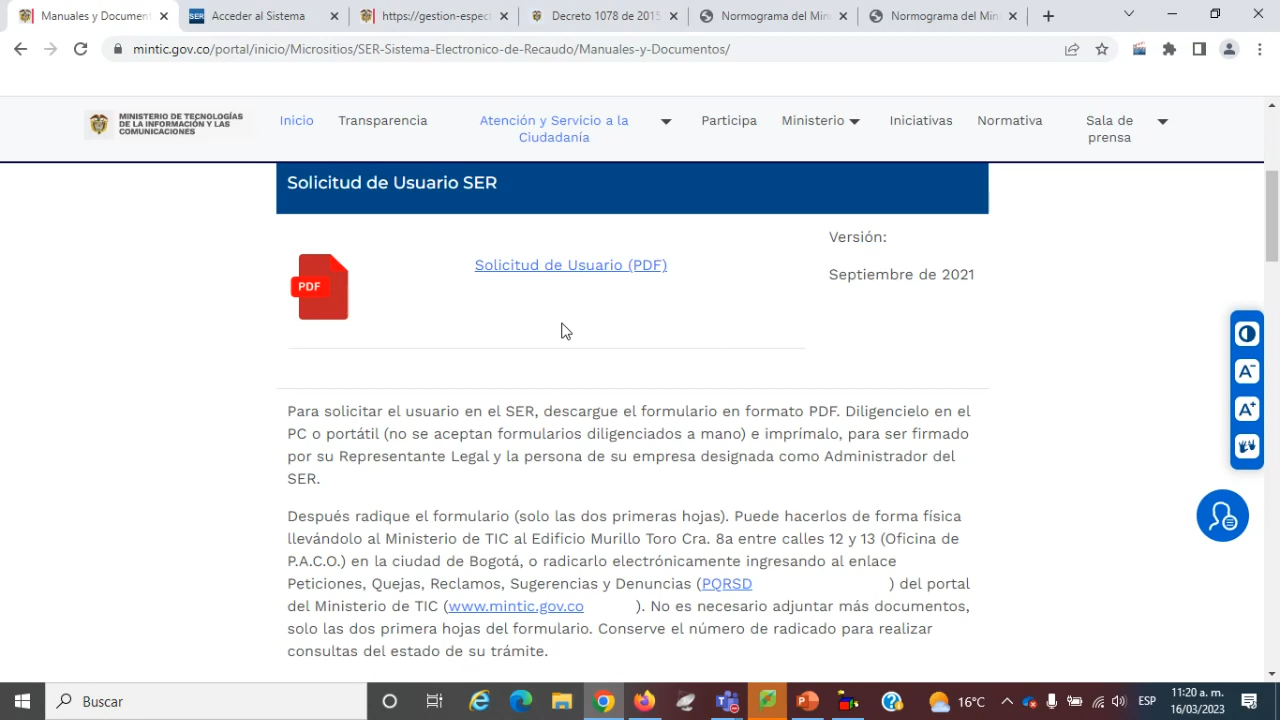 Manuales y Document
Acceder al Sistema
https://gestion-espect
Decreto 1078 de 2015
Normograma del Min
Normograma del Min
mintic.gov.co/portal/inicio/Micrositios/SER-Sistema-Electronico-de-Recaudo/Manuales-y-Documentos/
MINISTERIO DE TECNOLOGÍAS
DE LA INFORMACIÓN Y LAS
COMUNICACIONES
Inicio
Transparencia
Atención y Servicio a la
Ciudadanía
Participa
Ministerio
Iniciativas
Normativa
Sala de
prensa
Solicitud de Usuario SER
PDF
Solicitud de Usuario (PDF)
Versión:
Septiembre de 2021
Para solicitar el usuario en el SER, descargue el formulario en formato PDF. Diligencielo en el
PC o portátil (no se aceptan formularios diligenciados a mano) e imprímalo, para ser firmado
por su Representante Legal y la persona de su empresa designada como Administrador del
SER.
Después radique el formulario (solo las dos primeras hojas). Puede hacerlos de forma física
llevándolo al Ministerio de TIC al Edificio Murillo Toro Cra. 8a entre calles 12 y 13 (Oficina de
P.A.C.O.) en la ciudad de Bogotá, o radicarlo electrónicamente ingresando al enlace
Peticiones, Quejas, Reclamos, Sugerencias y Denuncias (PQRSD ) del portal
del Ministerio de TIC (www.mintic.gov.co ). No es necesario adjuntar más documentos,
solo las dos primera hojas del formulario. Conserve el número de radicado para realizar
consultas del estado de su trámite.
A-
A+
Buscar
16°C
ESP
11:20 a. m.
16/03/2023